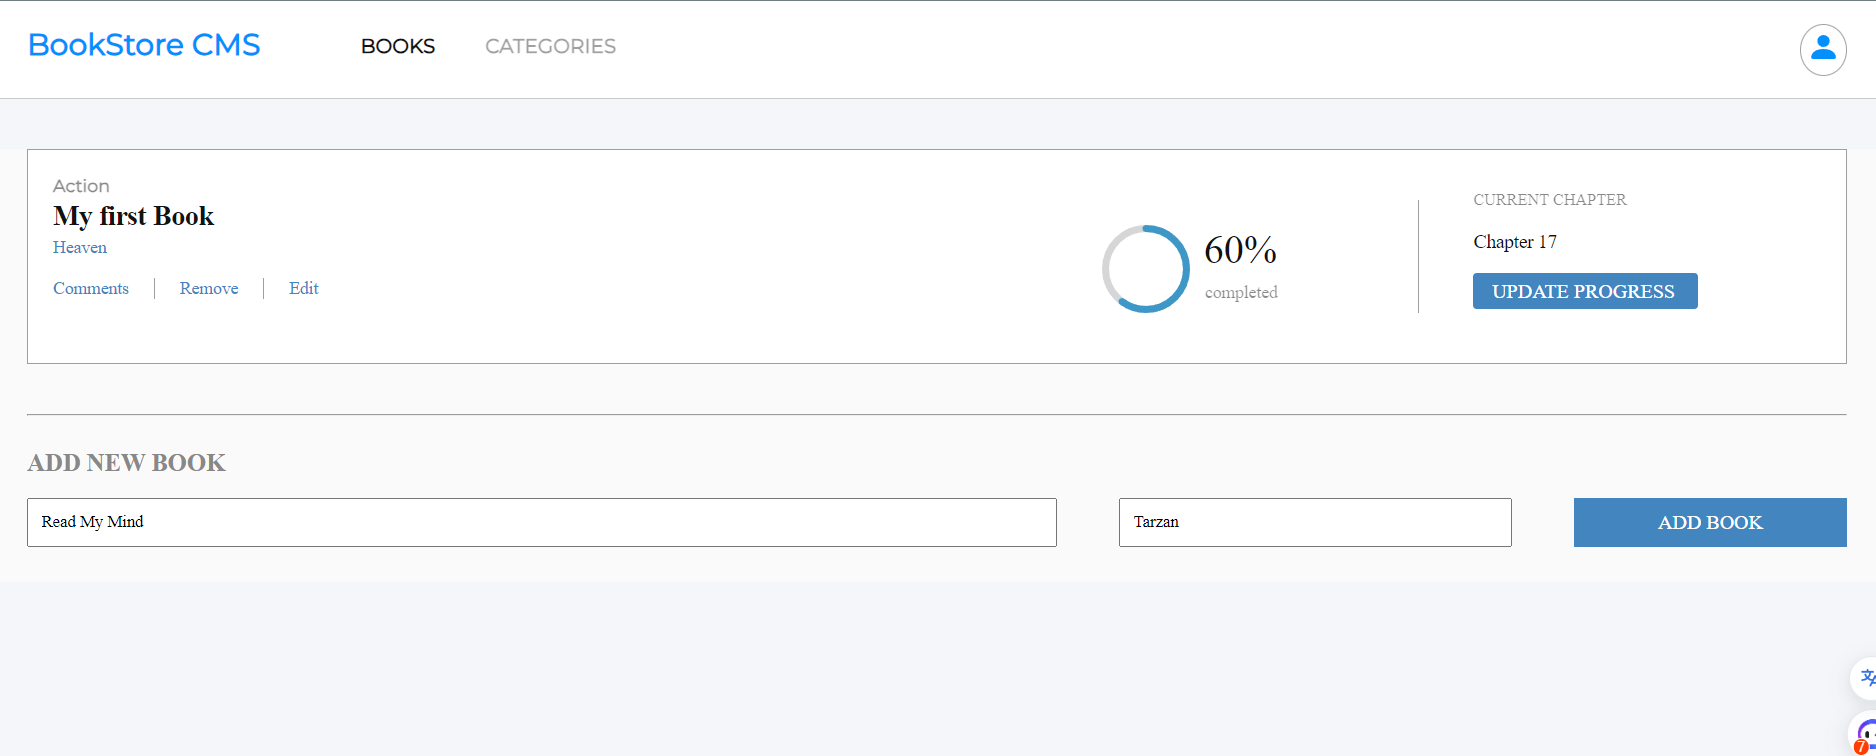 BookStore CMS BOOKS CATEGORIES
Action
My first Book
Heaven
Comments Remove Edit
60%
completed
CURRENT CHAPTER
Chapter 17
UPDATE PROGRESS
ADD NEW BOOK
Read My Mind Tarzan ADD BOOK
7